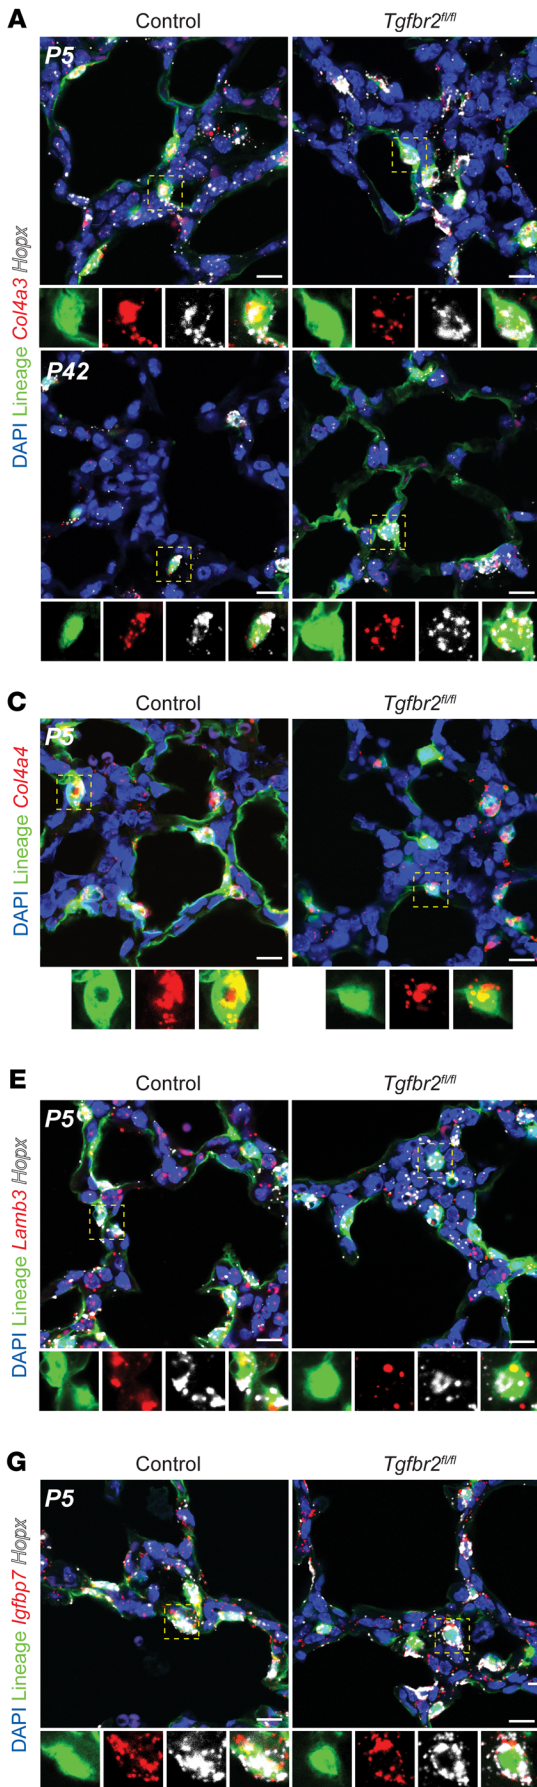 A
Control Tgfbr2fl/fl
P5
DAPI Lineage Col4a3 Hopx
P42
C
Control Tgfbr2fl/fl
P5
DAPI Lineage Col4a4
E
Control Tgfbr2fl/fl
P5
DAPI Lineage Lamb3 Hopx
G
Control Tgfbr2fl/fl
P5
DAPI Lineage Igfbp7 Hopx